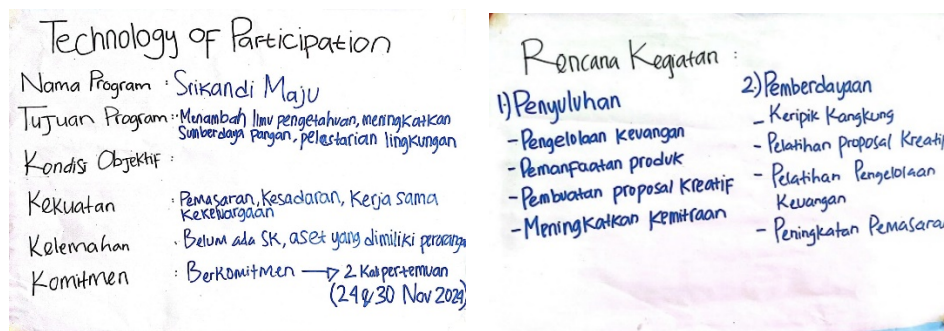 Technology of Participation
Nama Program : Srikandi Maju
Tujuan Program : Menambah Ilmu pengetahuan, meningkatkan
Sumberdaya pangan, pelestarian lingkungan
Kondisi Objektif :
Kekuatan : Pemasaran, Kesadaran, Kerja sama
Kekeluargaan
Kelemahan : Belum ada SK, aset yang dimiliki
Komitmen : Berkomitmen → 2 Kali pertemuan
(24 & 30 Nov 2024)
Rencana Kegiatan :
1) Penyuluhan
- Pengelolaan Keuangan
- Pemanfaatan produk
- Pembuatan proposal Kreatif
- Meningkatkan Kemitraan
2) Pemberdayaan
- Keripik Kangkung
- Pelatihan proposal Kreatif
- Pelatihan Pengelolaan
Keuangan
- Peningkatan Pemasara